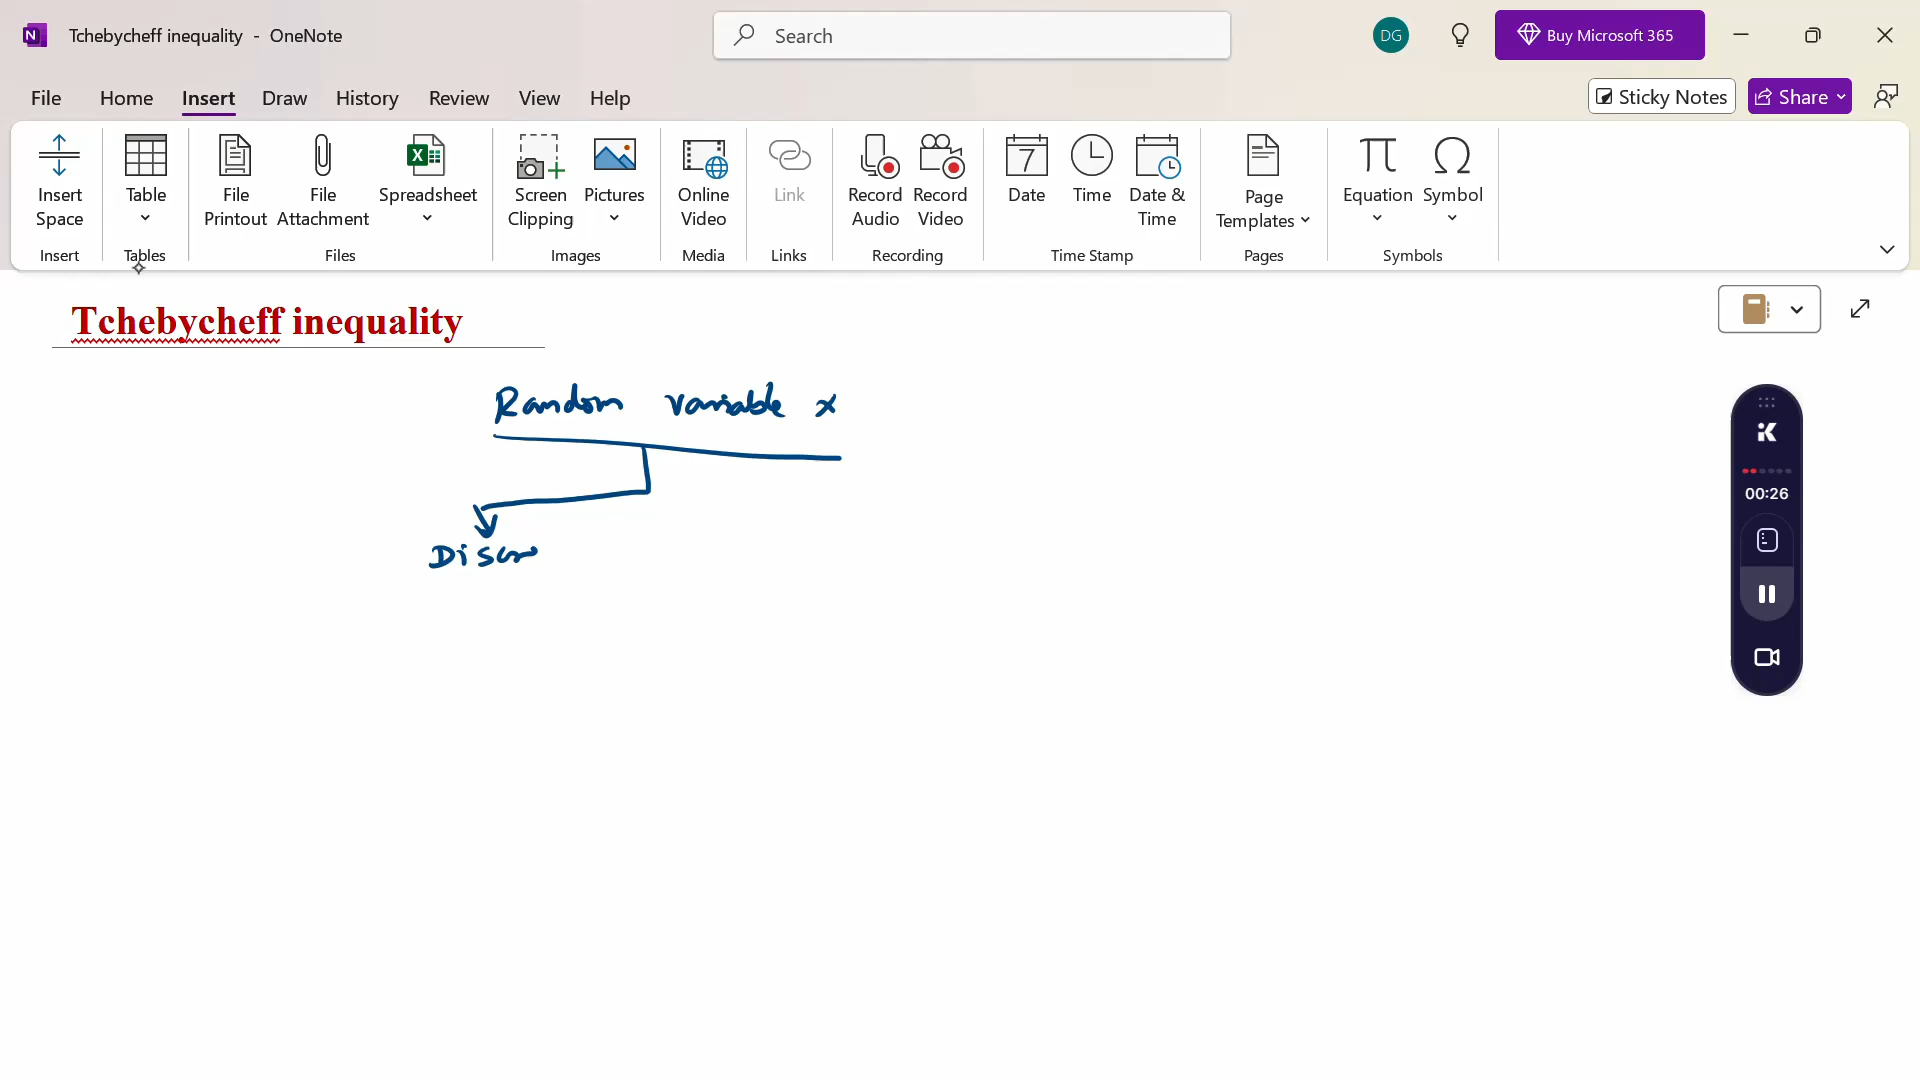 Tchebycheff inequality - OneNote
Search
DG
Buy Microsoft 365
File Home Insert Draw History Review View Help
Sticky Notes
Share
Insert Space
Table
File Printout
File Attachment
Spreadsheet
Screen Clipping
Pictures
Online Video
Link
Record Audio
Record Video
Date
Time
Date & Time
Page Templates
Equation
Symbol
Insert
Tables
Files
Images
Media
Links
Recording
Time Stamp
Pages
Symbols
Tchebycheff inequality
Random variable x
00:26